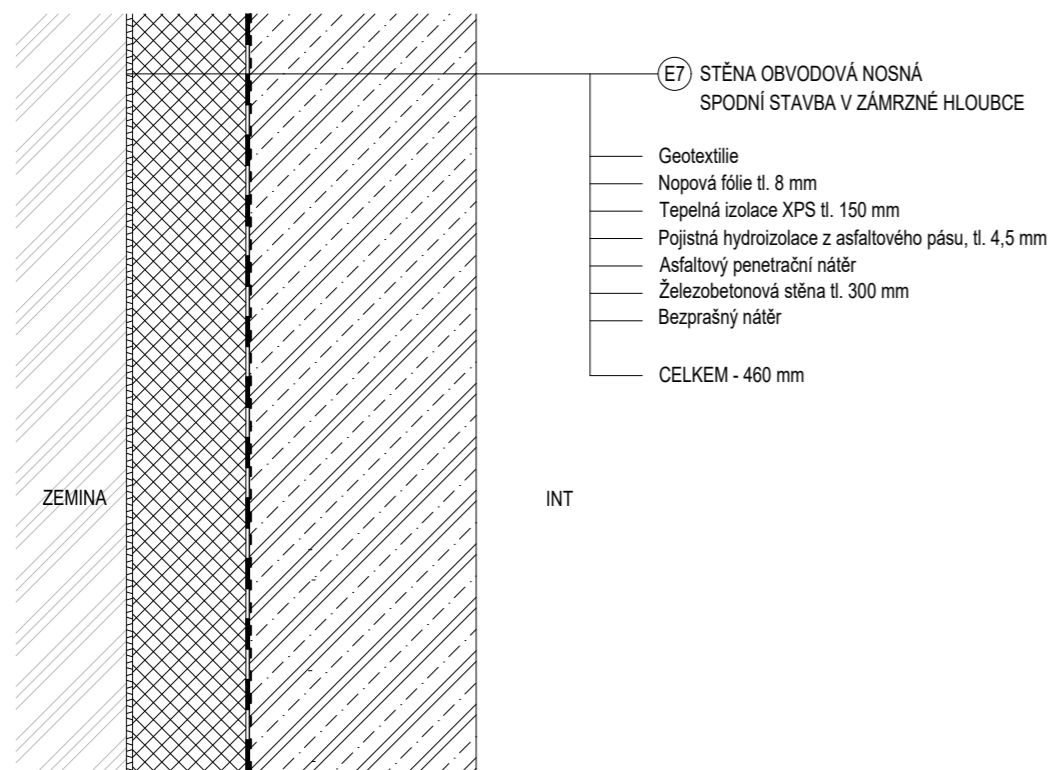 E7 STĚNA OBVODOVÁ NOSNÁ
SPODNÍ STAVBA V ZÁMRZNÉ HLOUBCE
Geotextilie
Nopová fólie tl. 8 mm
Tepelná izolace XPS tl. 150 mm
Pojistná hydroizolace z asfaltového pásu, tl. 4,5 mm
Asfaltový penetrační nátěr
Železobetonová stěna tl. 300 mm
Bezprašný nátěr
CELKEM - 460 mm
ZEMINA
INT